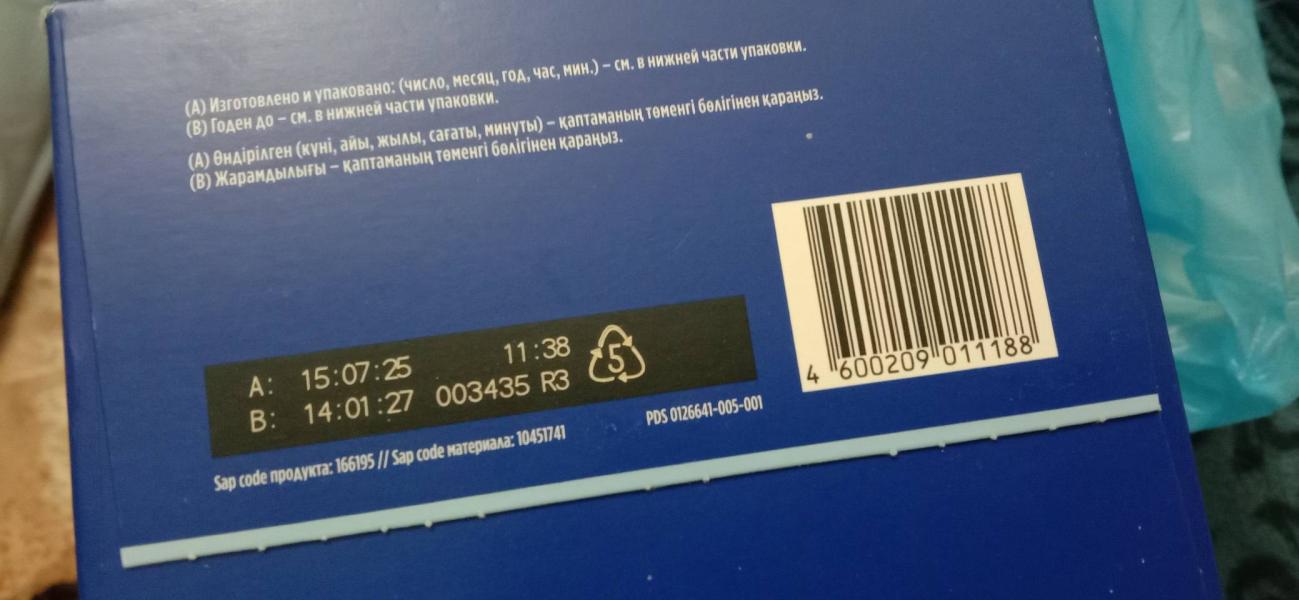 (А) Изготовлено и упаковано: (число, месяц, год, час, мин.) – см. в нижней части упаковки.
(В) Годен до – см. в нижней части упаковки.
(А) Өндірілген (күні, айы, жылы, сағаты, минуты) – қаптаманың төменгі бөлігінен қараңыз.
(В) Жарамдылығы – қаптаманың төменгі бөлігінен қараңыз.
A: 15:07:25 11:38
B: 14:01:27 003435 R3
5
4 600209 011188
Sap code продукта: 166195 // Sap code материала: 10451741
PDS 0126641-005-001